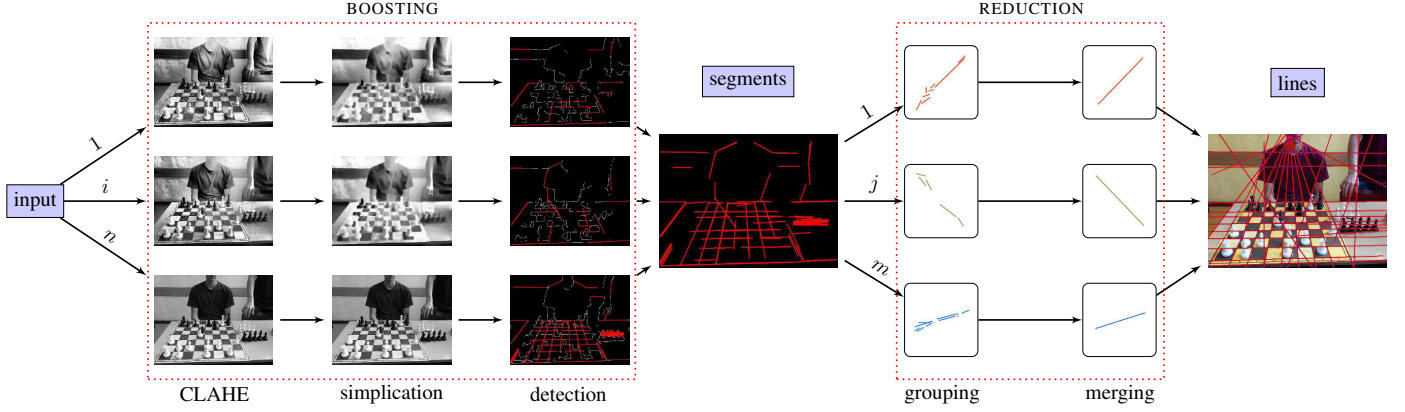 BOOSTING
REDUCTION
segments
lines
1
1
input
i
j
n
m
CLAHE
simplication
detection
grouping
merging